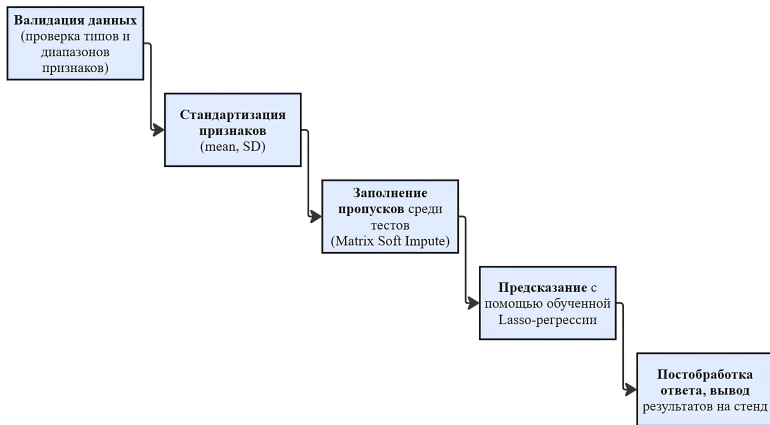 Валидация данных
(проверка типов и
диапазонов
признаков)
Стандартизация
признаков
(mean, SD)
Заполнение
пропусков среди
тестов
(Matrix Soft Impute)
Предсказание с
помощью обученной
Lasso-регрессии
Постобработка
ответа, вывод
результатов на стенд